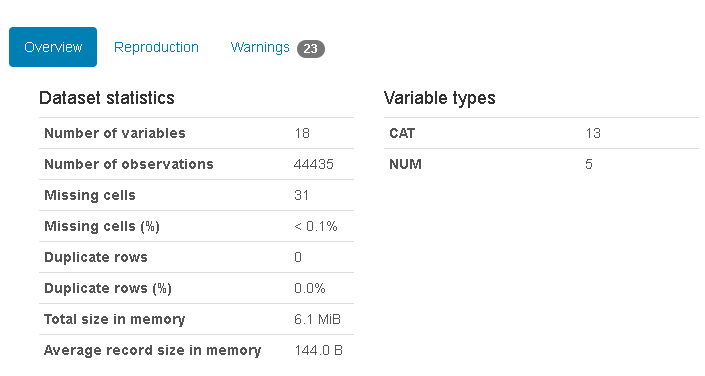 Overview Reproduction Warnings 23
Dataset statistics
Number of variables 18
Number of observations 44435
Missing cells 31
Missing cells (%) < 0.1%
Duplicate rows 0
Duplicate rows (%) 0.0%
Total size in memory 6.1 MiB
Average record size in memory 144.0 B
Variable types
CAT 13
NUM 5